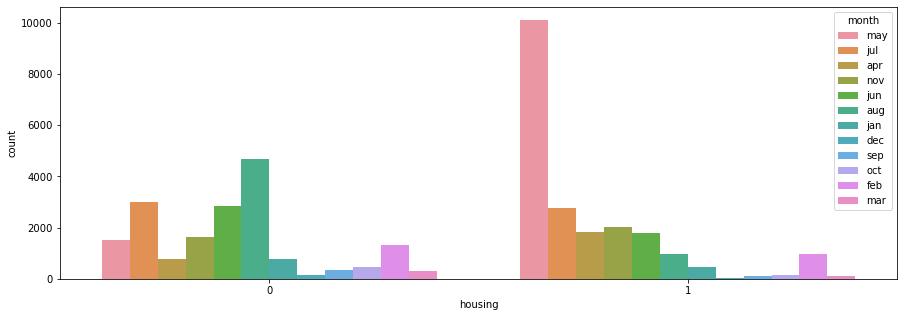 10000
8000
6000
4000
2000
0
count
0
1
housing
month
may
jul
apr
nov
jun
aug
jan
dec
sep
oct
feb
mar